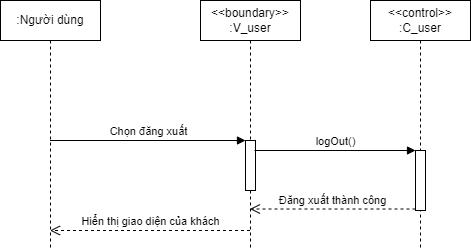 :Người dùng
<<boundary>>
:V_user
<<control>>
:C_user
Chọn đăng xuất
logOut()
Đăng xuất thành công
Hiển thị giao diện của khách